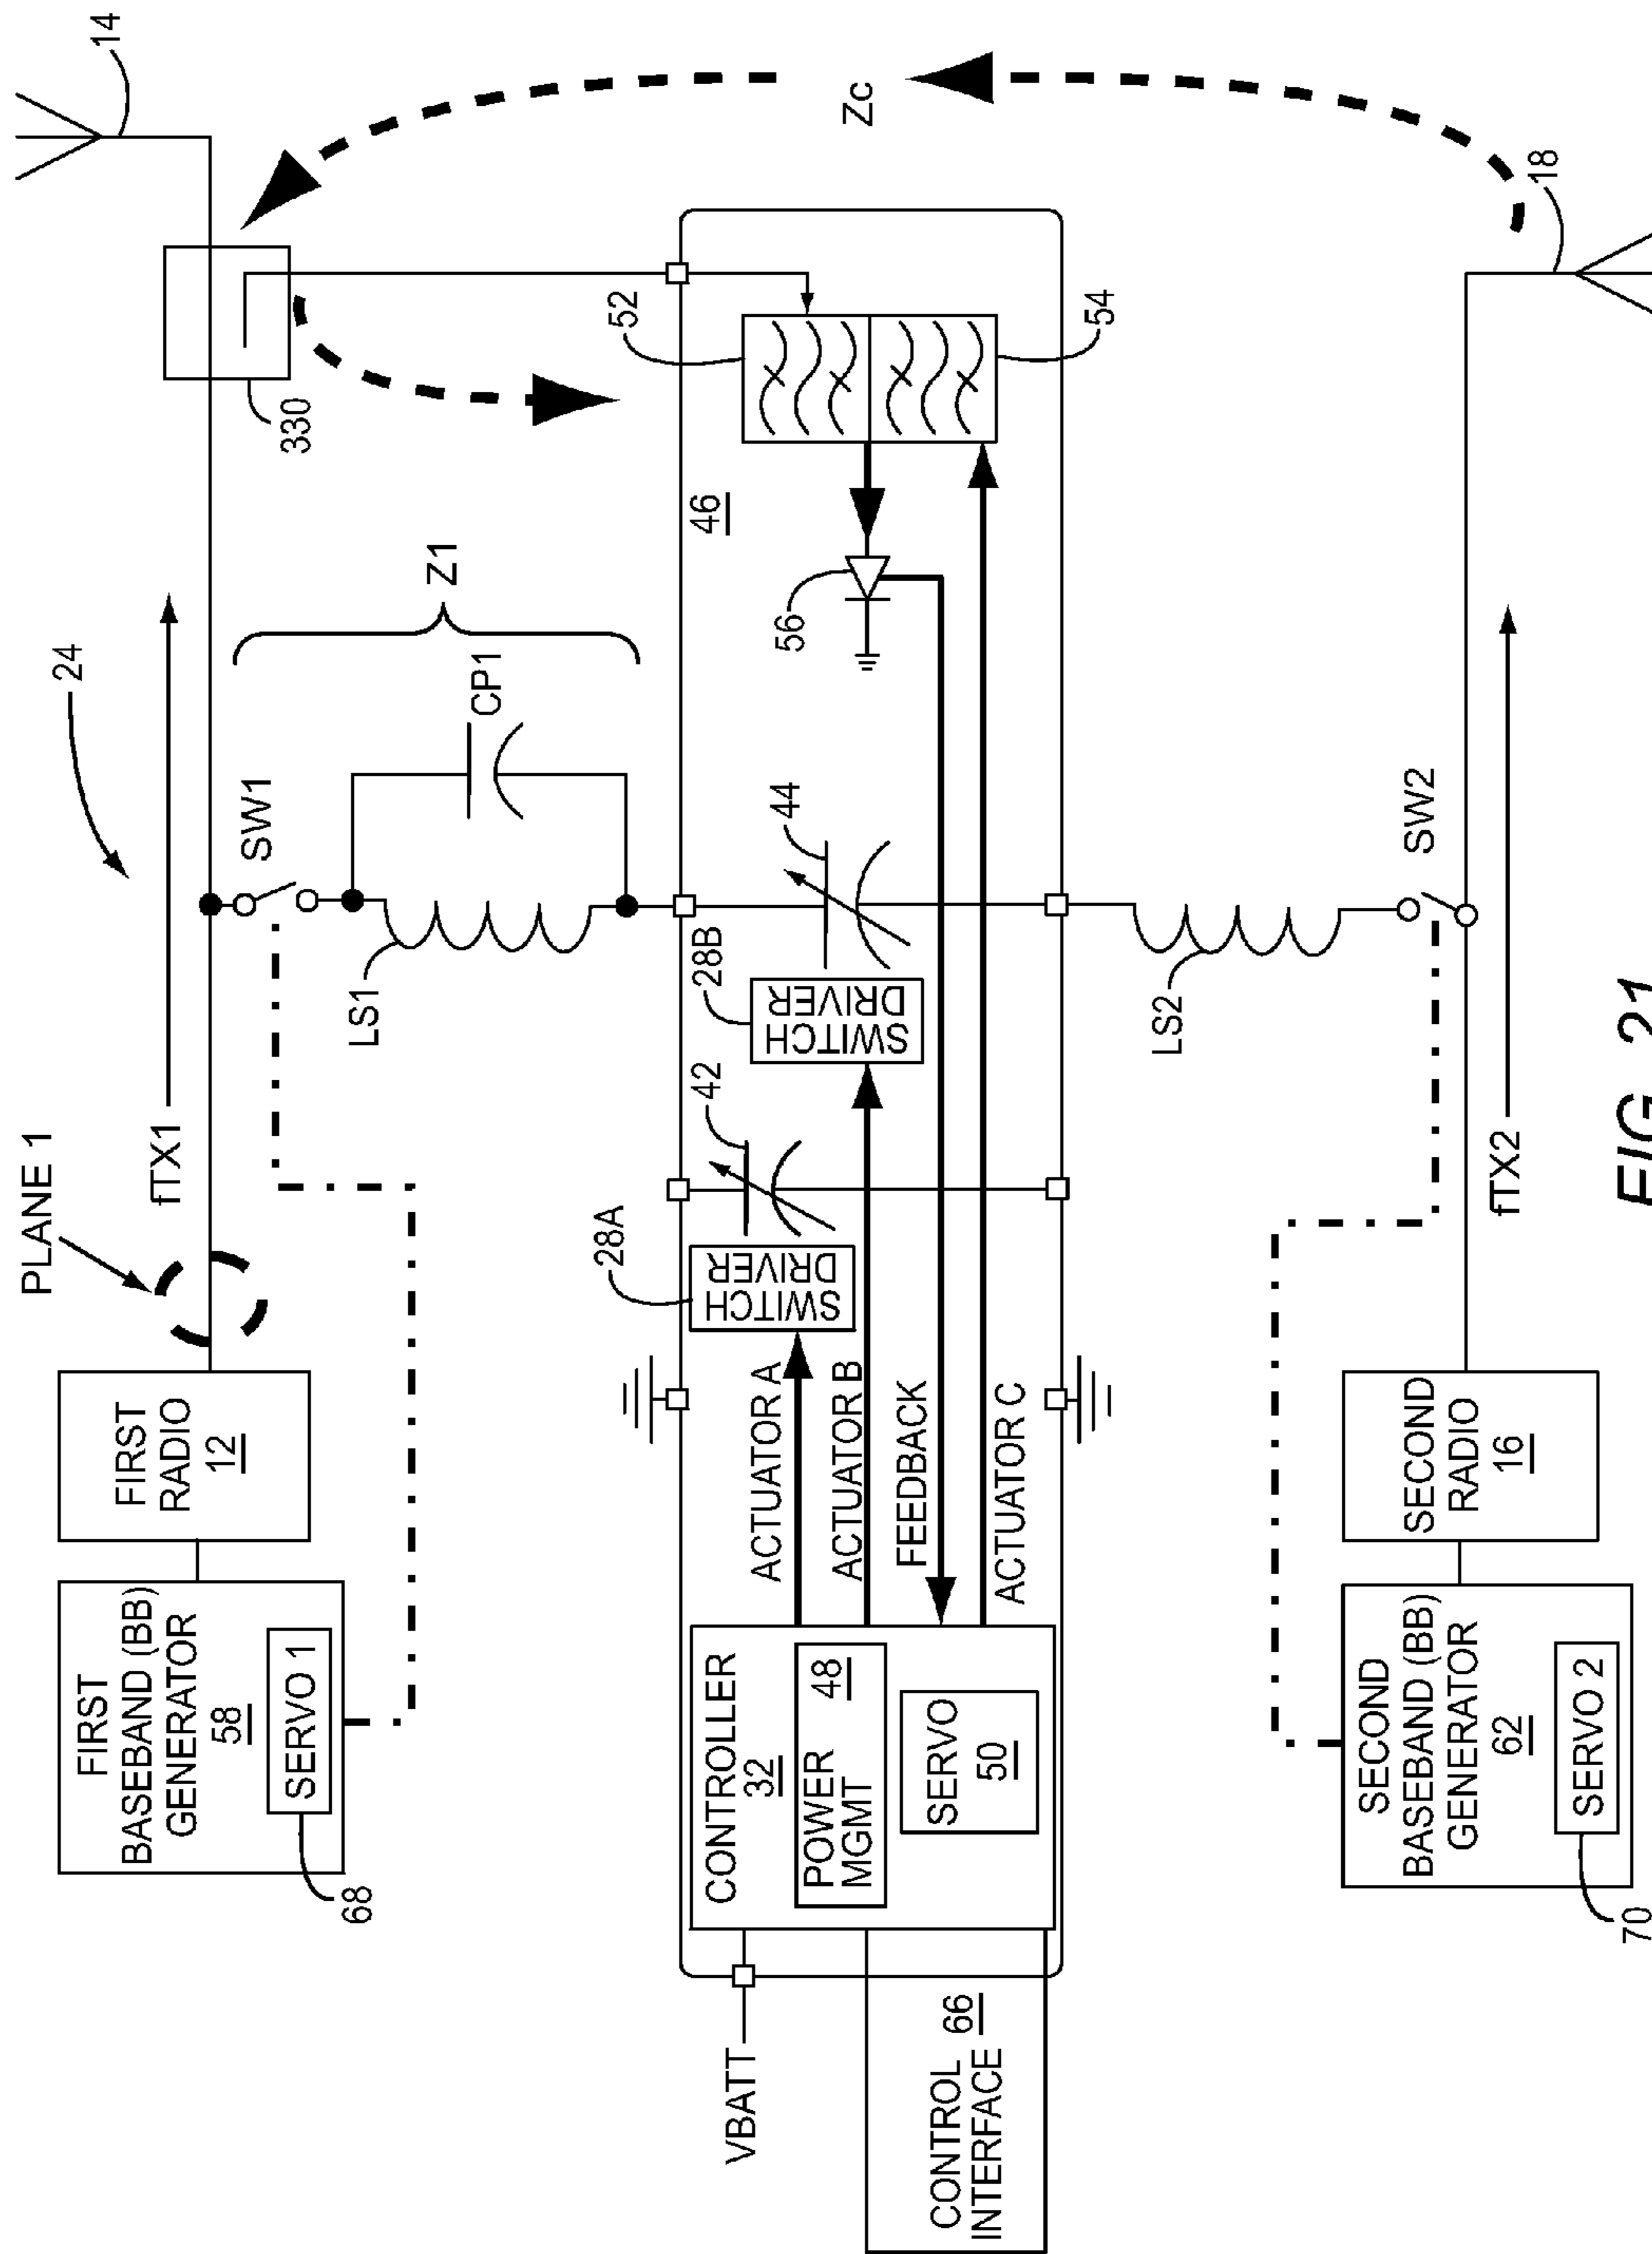 PLANE 1
fTX1
24
14
FIRST
BASEBAND (BB)
GENERATOR
58
SERVO 1
68
FIRST
RADIO
12
SW1
LS1
CP1
Z1
330
Zc
VBATT
CONTROLLER
32
POWER
MGMT
48
SERVO
50
CONTROL
INTERFACE
66
ACTUATOR A
ACTUATOR B
FEEDBACK
ACTUATOR C
28A
SWITCH
DRIVER
42
28B
SWITCH
DRIVER
44
46
56
52
54
LS2
SW2
18
SECOND
BASEBAND (BB)
GENERATOR
62
SERVO 2
70
SECOND
RADIO
16
fTX2
FIG. 21